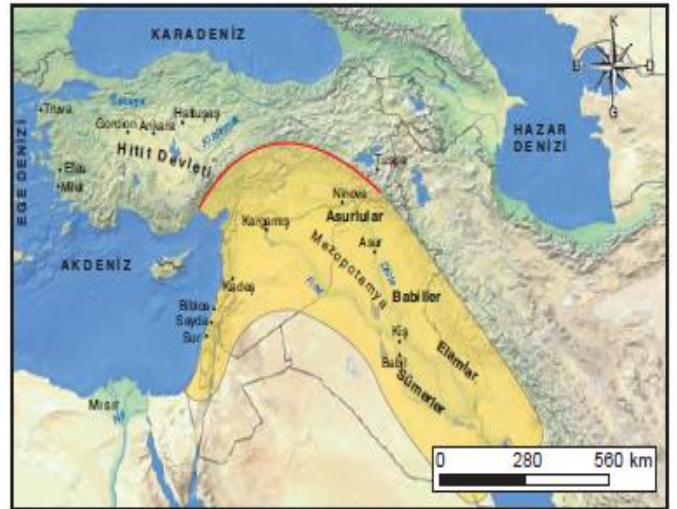 KARADENİZ
K
B
D
G
HAZAR
DENİZİ
EGE DENİZİ
Truva
Sakarya
Gordion
Ankara
Hattuşaş
Kızılırmak
Hitit Devleti
Efes
Milet
Tuşpa
Ninova
Asurlular
Kargamış
Asur
Mezopotamya
Dicle
Fırat
AKDENİZ
Kadeş
Biblos
Sayda
Sur
Babiller
Kiş
Babil
Elamlar
Sümerler
Mısır
Nil
0 280 560 km